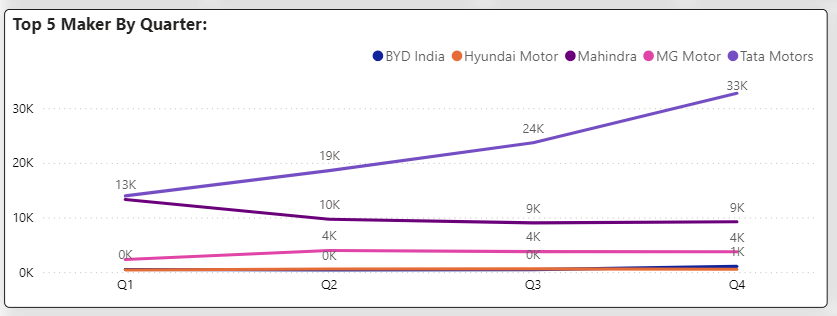 Top 5 Maker By Quarter:
BYD India Hyundai Motor Mahindra MG Motor Tata Motors
33K
30K
24K
20K
19K
13K
10K
9K
9K
10K
4K
4K
4K
0K
0K
0K
1K
0K
Q1 Q2 Q3 Q4